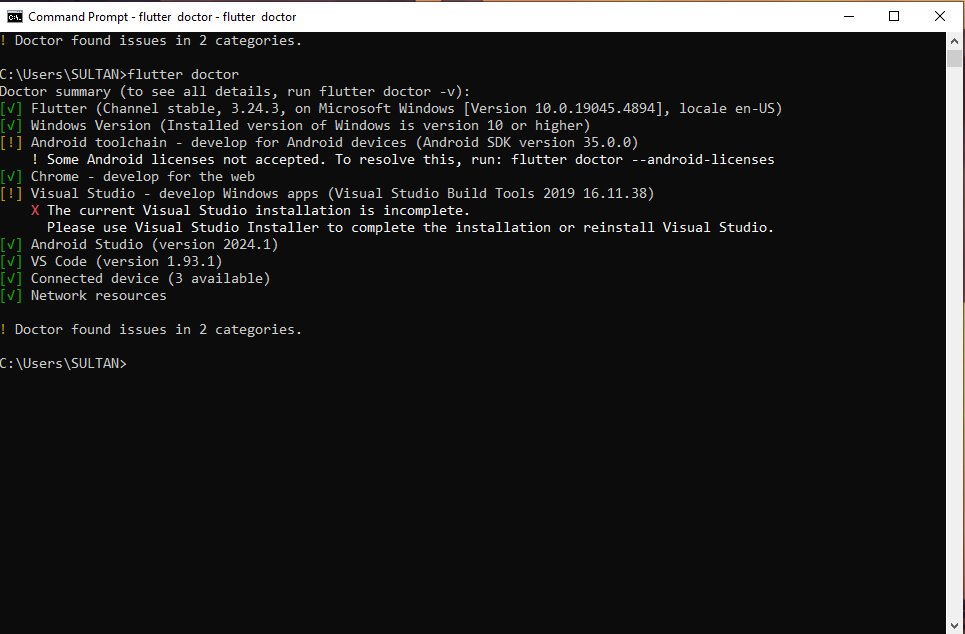 Command Prompt - flutter  doctor - flutter  doctor
! Doctor found issues in 2 categories.
C:\Users\SULTAN>flutter doctor
Doctor summary (to see all details, run flutter doctor -v):
[√] Flutter (Channel stable, 3.24.3, on Microsoft Windows [Version 10.0.19045.4894], locale en-US)
[√] Windows Version (Installed version of Windows is version 10 or higher)
[!] Android toolchain - develop for Android devices (Android SDK version 35.0.0)
    ! Some Android licenses not accepted. To resolve this, run: flutter doctor --android-licenses
[√] Chrome - develop for the web
[!] Visual Studio - develop Windows apps (Visual Studio Build Tools 2019 16.11.38)
    X The current Visual Studio installation is incomplete.
      Please use Visual Studio Installer to complete the installation or reinstall Visual Studio.
[√] Android Studio (version 2024.1)
[√] VS Code (version 1.93.1)
[√] Connected device (3 available)
[√] Network resources
! Doctor found issues in 2 categories.
C:\Users\SULTAN>